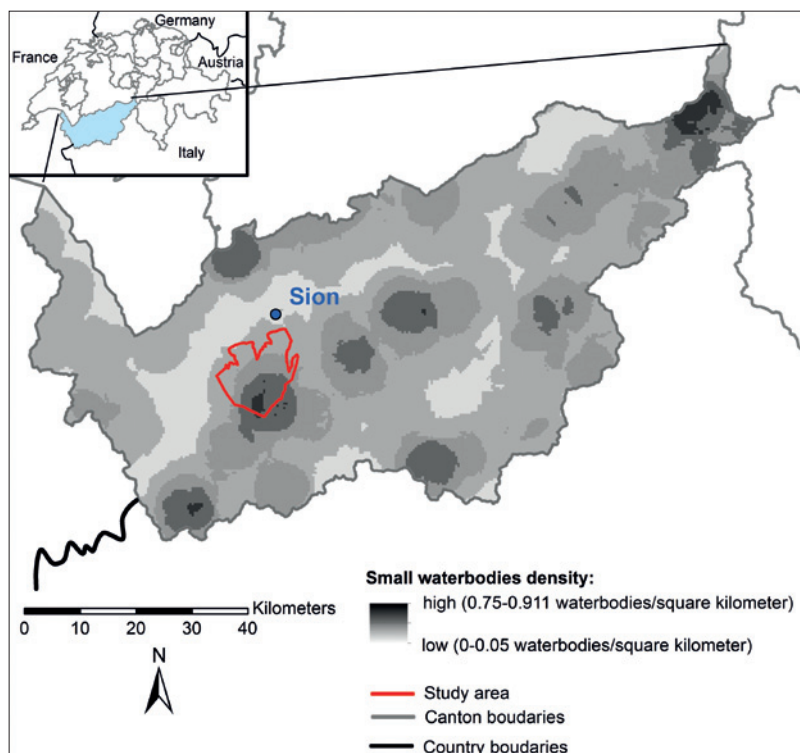 Germany
France
Austria
Italy
Sion
Small waterbodies density:
high (0.75-0.911 waterbodies/square kilometer)
low (0-0.05 waterbodies/square kilometer)
Kilometers
0 10 20 30 40
N
Study area
Canton boudaries
Country boudaries